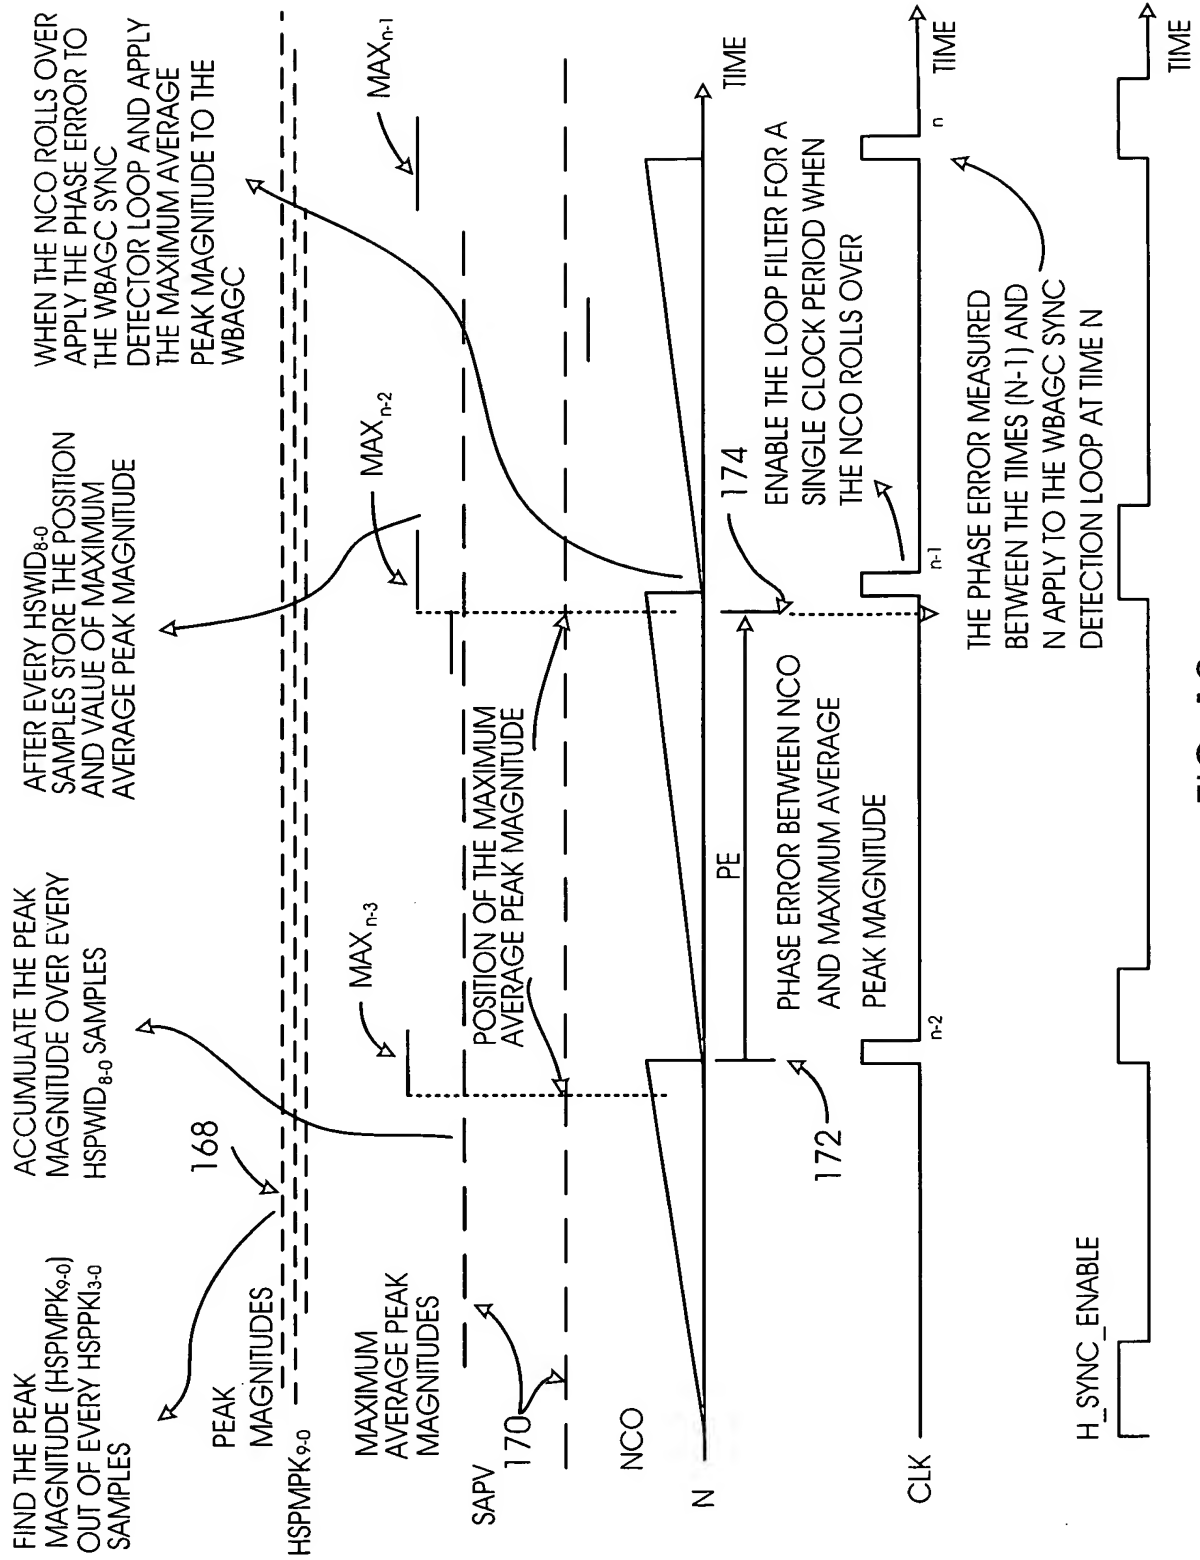 FIND THE PEAK
MAGNITUDE (HSPMPK9-0)
OUT OF EVERY HSPPKI3-0
SAMPLES
ACCUMULATE THE PEAK
MAGNITUDE OVER EVERY
HSPWID8-0 SAMPLES
AFTER EVERY HSWID8-0
SAMPLES STORE THE POSITION
AND VALUE OF MAXIMUM
AVERAGE PEAK MAGNITUDE
WHEN THE NCO ROLLS OVER
APPLY THE PHASE ERROR TO
THE WBAGC SYNC
DETECTOR LOOP AND APPLY
THE MAXIMUM AVERAGE
PEAK MAGNITUDE TO THE
WBAGC
168
PEAK
MAGNITUDES
HSPMPK9-0
MAXIMUM
AVERAGE PEAK
MAGNITUDES
MAXn-3
MAXn-2
MAXn-1
SAPV
170
POSITION OF THE MAXIMUM
AVERAGE PEAK MAGNITUDE
NCO
N
TIME
PE
172
174
PHASE ERROR BETWEEN NCO
AND MAXIMUM AVERAGE
PEAK MAGNITUDE
ENABLE THE LOOP FILTER FOR A
SINGLE CLOCK PERIOD WHEN
THE NCO ROLLS OVER
CLK
n-2
n-1
n
TIME
THE PHASE ERROR MEASURED
BETWEEN THE TIMES (N-1) AND
N APPLY TO THE WBAGC SYNC
DETECTION LOOP AT TIME N
H_SYNC_ENABLE
TIME